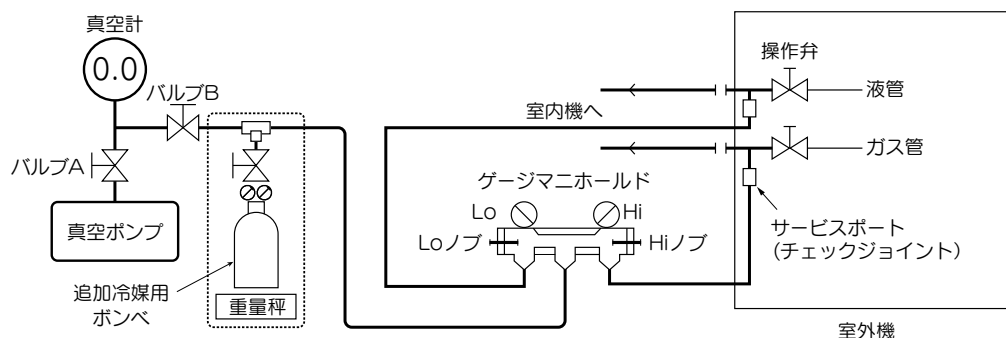 真空計
0.0
バルブB
バルブA
真空ポンプ
追加冷媒用
ボンベ
重量秤
室内機へ
操作弁
液管
ガス管
ゲージマニホールド
Lo
Hi
Loノブ
Hiノブ
サービスポート
(チェックジョイント)
室外機